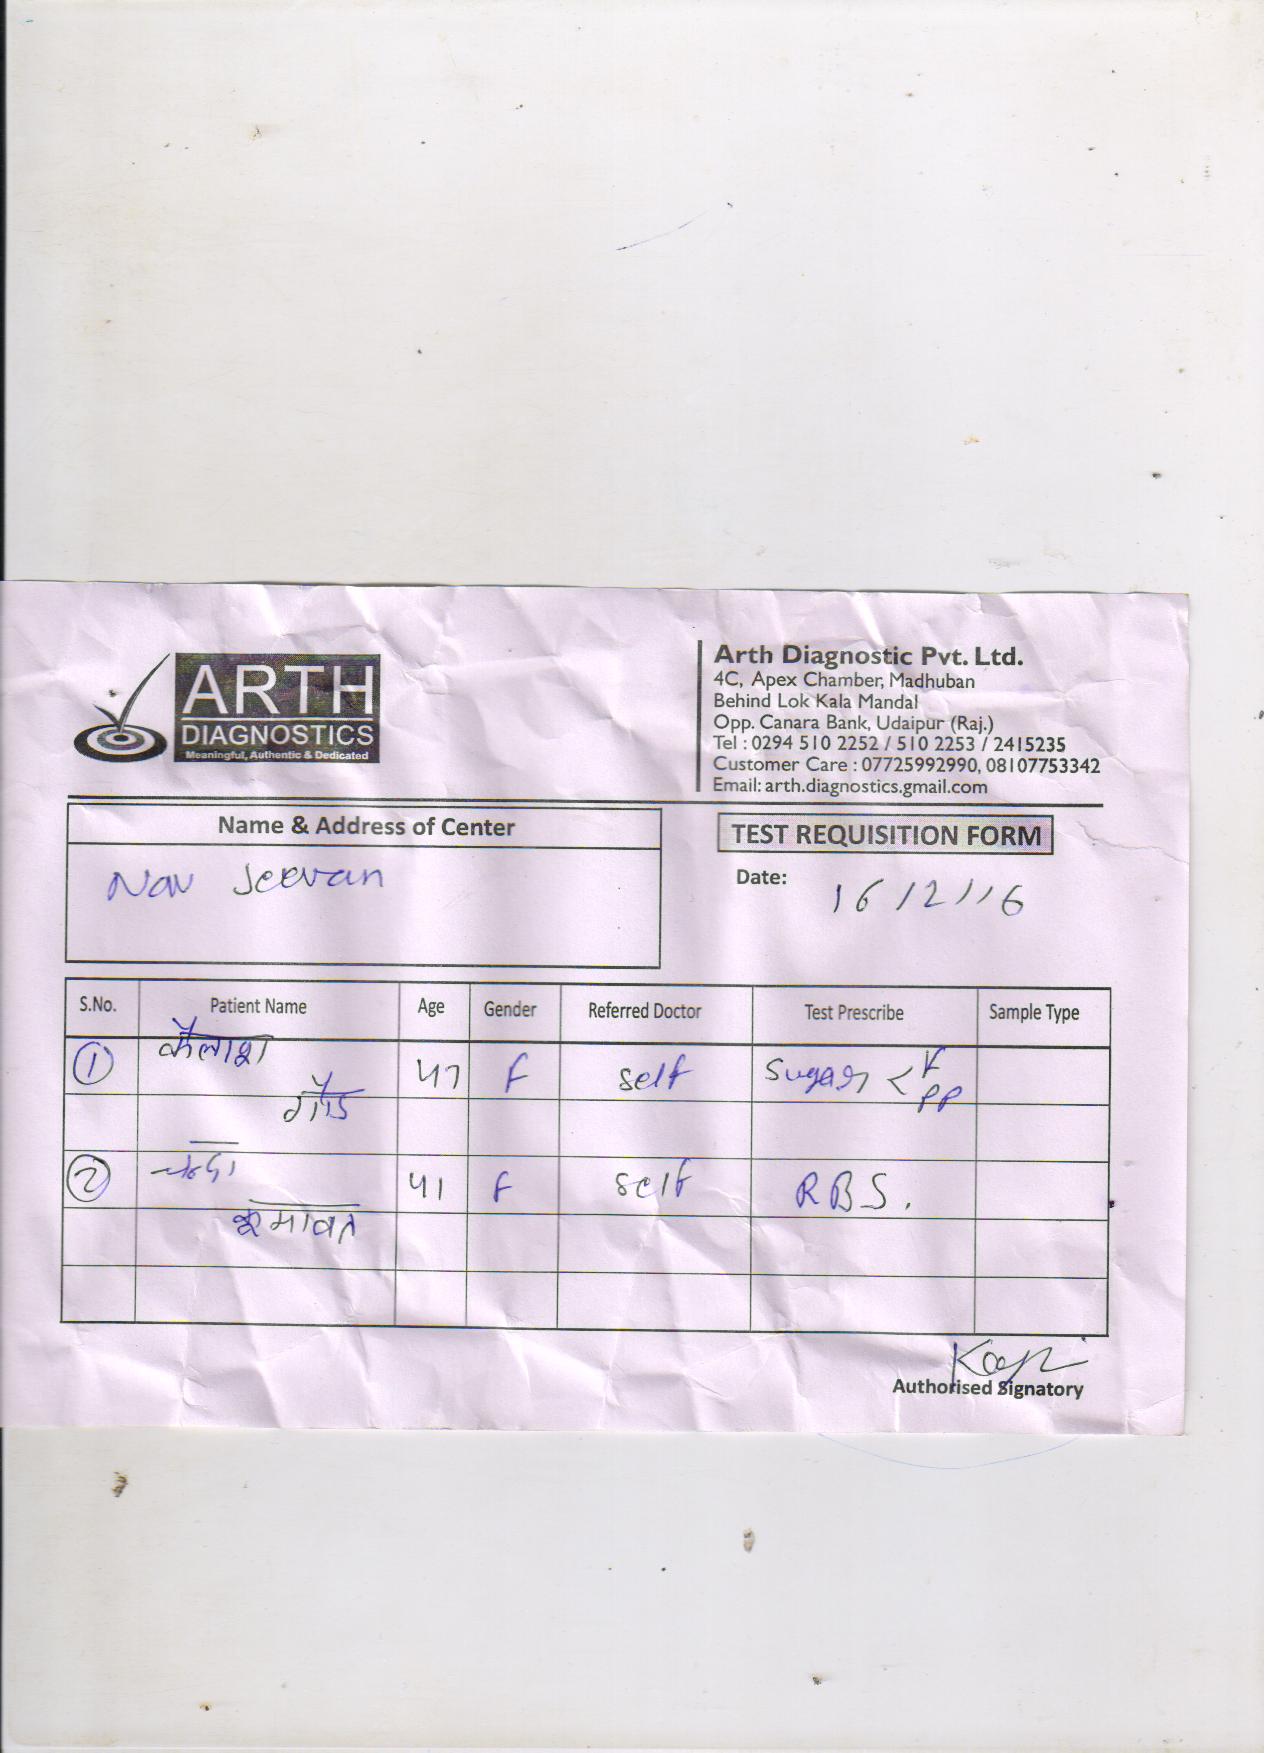 ARTH
DIAGNOSTICS
Meaningful, Authentic & Dedicated
Arth Diagnostic Pvt. Ltd.
4C, Apex Chamber, Madhuban
Behind Lok Kala Mandal
Opp. Canara Bank, Udaipur (Raj.)
Tel : 0294 510 2252 / 510 2253 / 2415235
Customer Care : 07725992990, 08107753342
Email: arth.diagnostics.gmail.com
Name & Address of Center
Nav Jeevan
TEST REQUISITION FORM
Date: 16/2/16
S.No. Patient Name Age Gender Referred Doctor Test Prescribe Sample Type
1 कैलाश 47 F self Sugar < F
PP
2 41 F self RBS.
कुमावत
Authorised Signatory